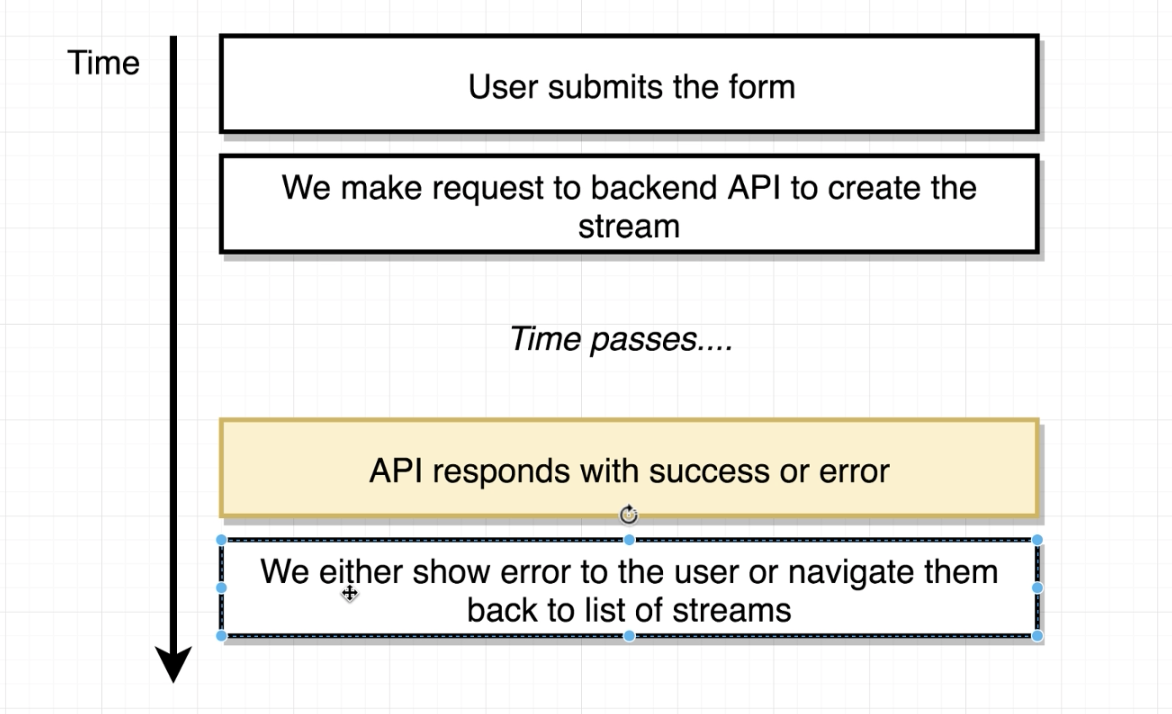 Time
User submits the form
We make request to backend API to create the
stream
Time passes....
API responds with success or error
We either show error to the user or navigate them
back to list of streams